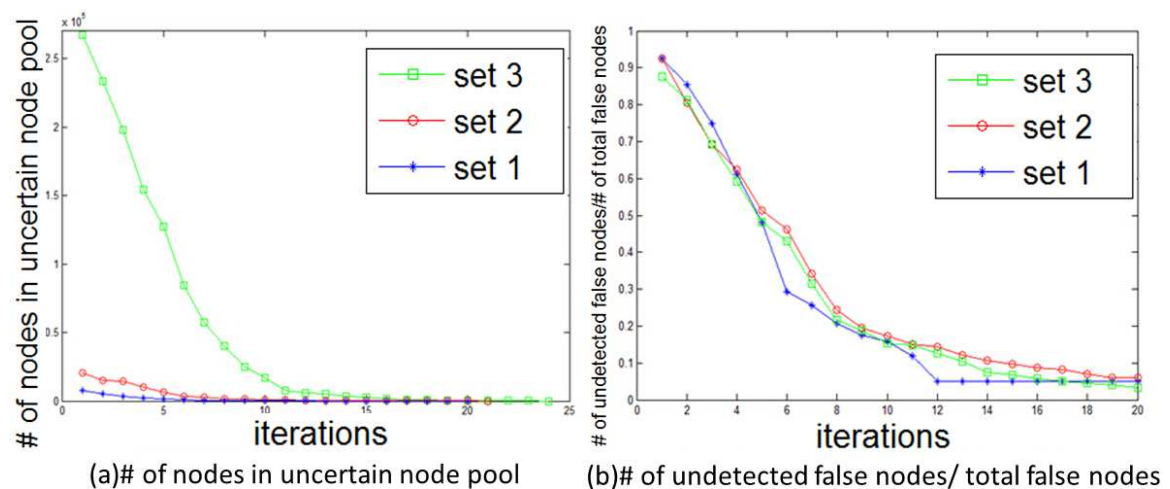 # of nodes in uncertain node pool
x 10⁵
2.5
2
1.5
1
0.5
0
0 5 10 15 20 25
set 3
set 2
set 1
iterations
(a)# of nodes in uncertain node pool
# of undetected false nodes/# of total false nodes
1
0.9
0.8
0.7
0.6
0.5
0.4
0.3
0.2
0.1
0
2 4 6 8 10 12 14 16 18 20
set 3
set 2
set 1
iterations
(b)# of undetected false nodes/ total false nodes